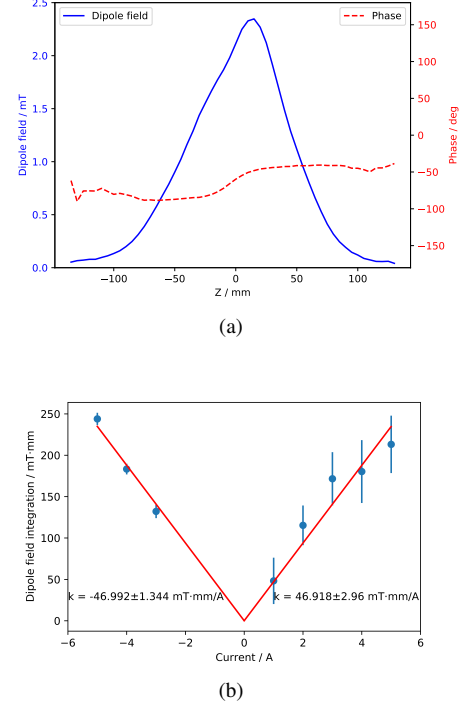 2.5
2.0
1.5
1.0
0.5
0.0
Dipole field / mT
Dipole field
Phase
150
100
50
0
−50
−100
−150
Phase / deg
−100 −50 0 50 100
Z / mm
(a)
250
200
150
100
50
0
Dipole field integration / mT·mm
k = -46.992±1.344 mT·mm/A
k = 46.918±2.96 mT·mm/A
−6 −4 −2 0 2 4 6
Current / A
(b)